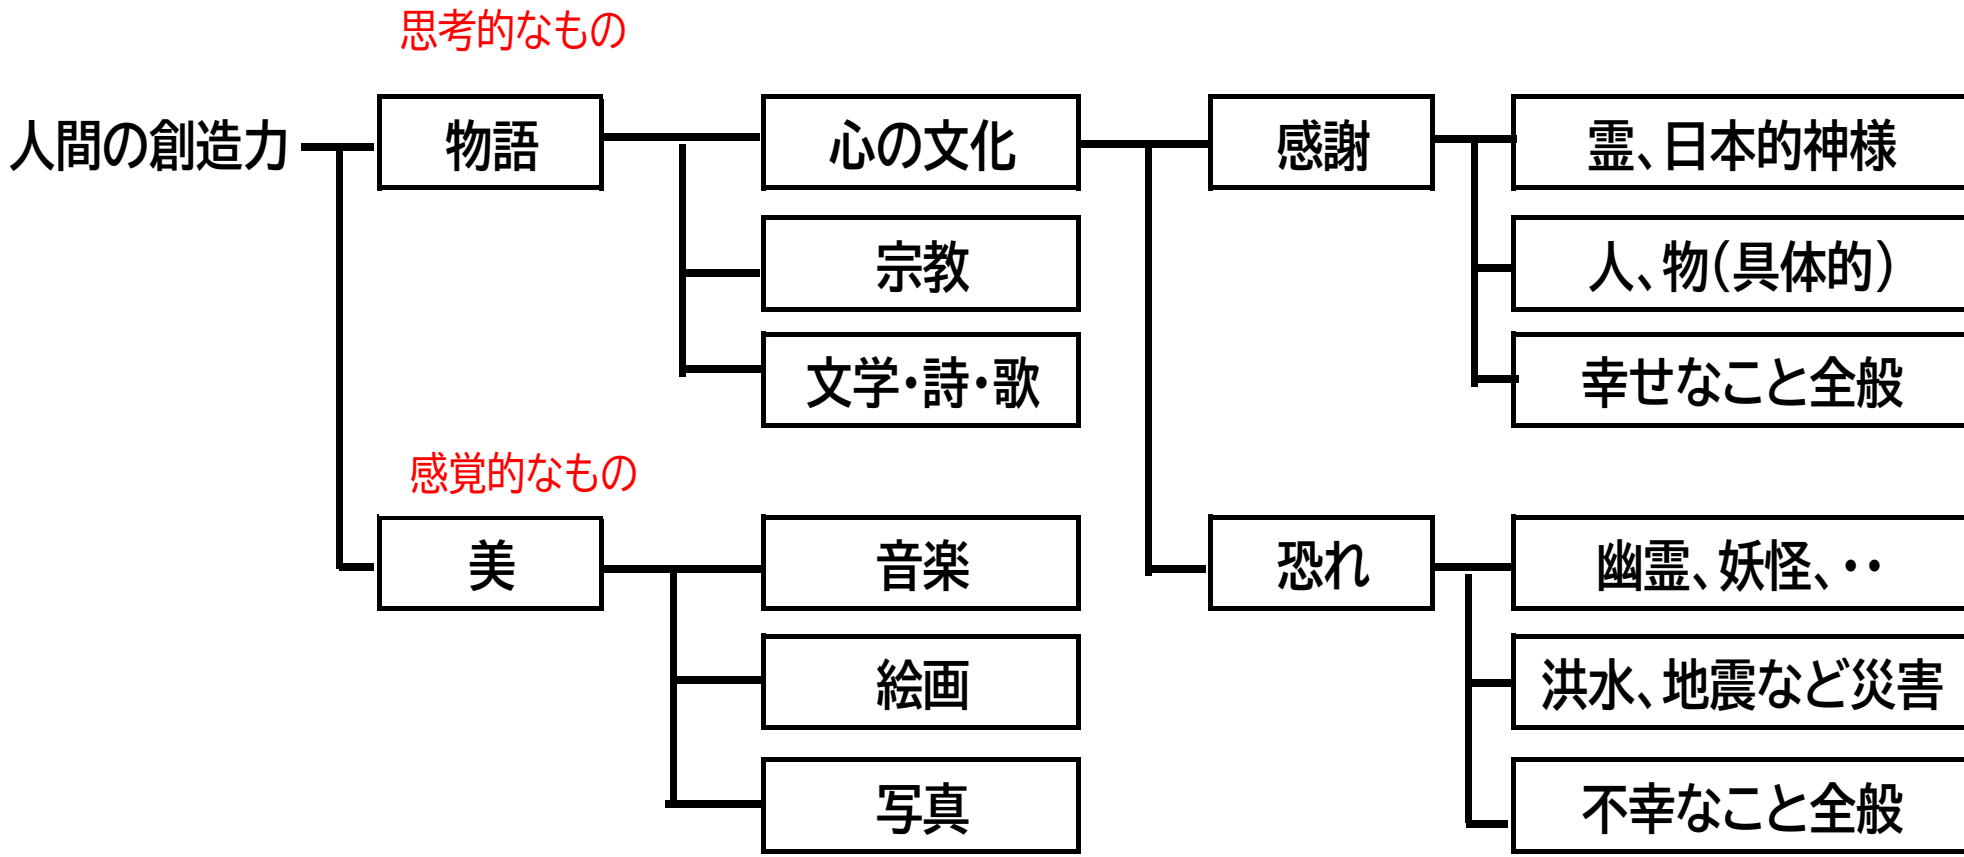 思考的なもの
人間の創造力
物語
心の文化
感謝
霊、日本的神様
宗教
人、物(具体的)
文学・詩・歌
幸せなこと全般
感覚的なもの
美
音楽
恐れ
幽霊、妖怪、・・
絵画
洪水、地震など災害
写真
不幸なこと全般